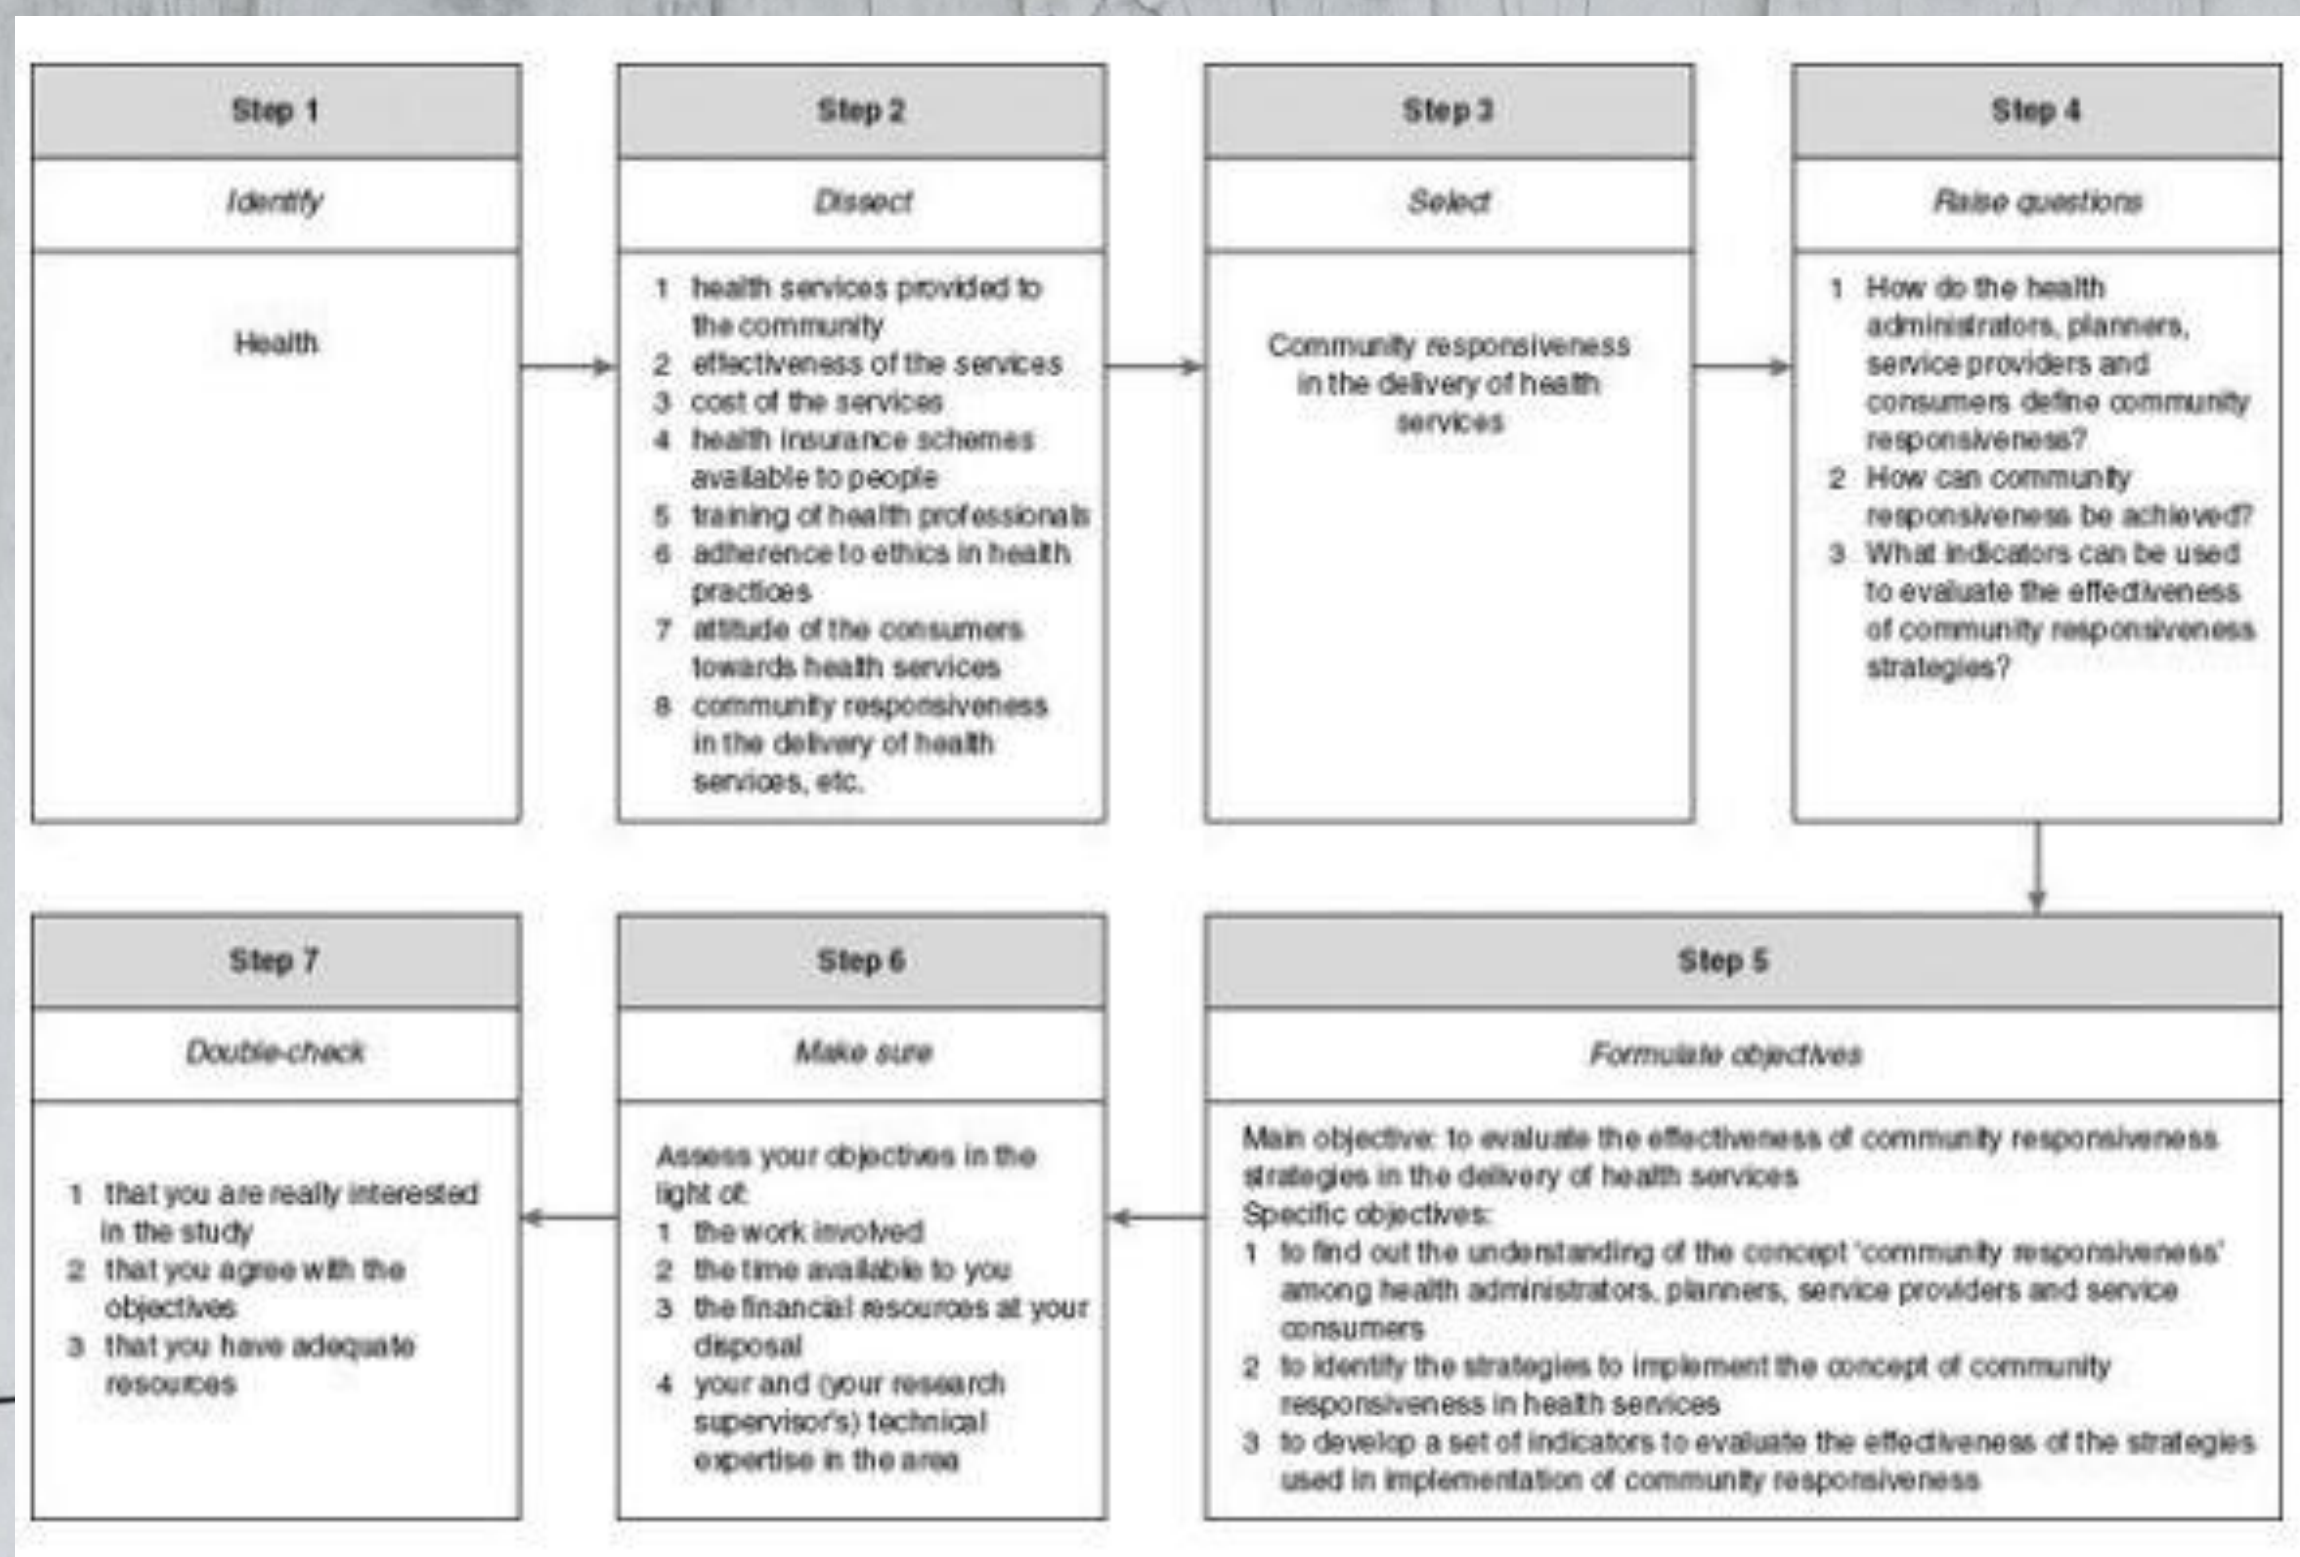 Step 1
Identify
Health
Step 2
Dissect
1 health services provided to
the community
2 effectiveness of the services
3 cost of the services
4 health insurance schemes
available to people
5 training of health professionals
6 adherence to ethics in health
practices
7 attitude of the consumers
towards health services
8 community responsiveness
in the delivery of health
services, etc.
Step 3
Select
Community responsiveness
in the delivery of health
services
Step 4
Raise questions
1 How do the health
administrators, planners,
service providers and
consumers define community
responsiveness?
2 How can community
responsiveness be achieved?
3 What indicators can be used
to evaluate the effectiveness
of community responsiveness
strategies?
Step 5
Formulate objectives
Main objective: to evaluate the effectiveness of community responsiveness
strategies in the delivery of health services
Specific objectives:
1 to find out the understanding of the concept 'community responsiveness'
among health administrators, planners, service providers and service
consumers
2 to identify the strategies to implement the concept of community
responsiveness in health services
3 to develop a set of indicators to evaluate the effectiveness of the strategies
used in implementation of community responsiveness
Step 6
Make sure
Assess your objectives in the
light of:
1 the work involved
2 the time available to you
3 the financial resources at your
disposal
4 your and (your research
supervisor's) technical
expertise in the area
Step 7
Double-check
1 that you are really interested
in the study
2 that you agree with the
objectives
3 that you have adequate
resources